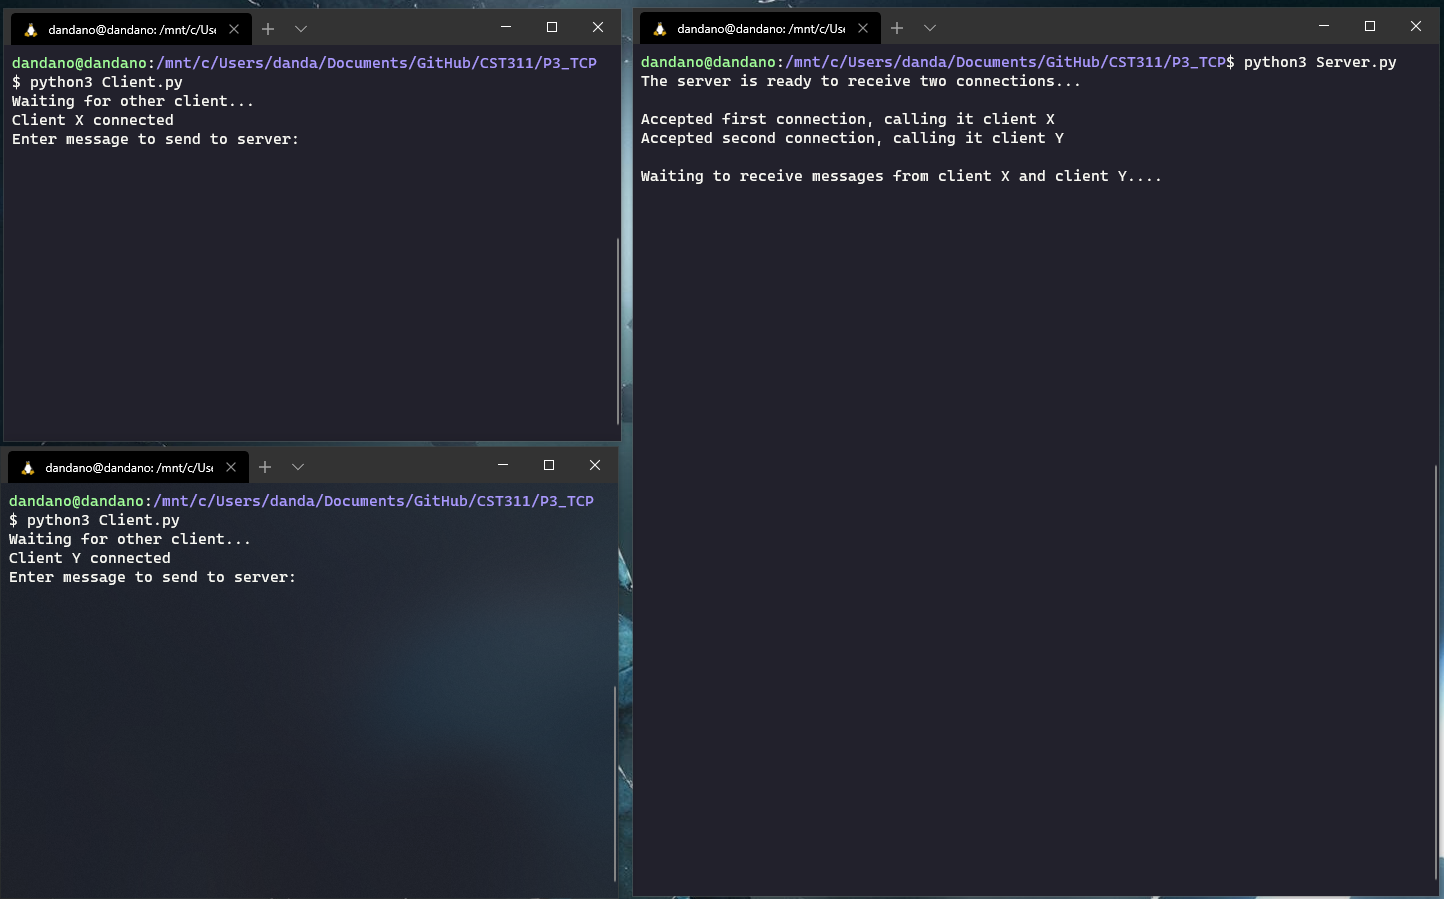 dandano@dandano: /mnt/c/Use
dandano@dandano:/mnt/c/Users/danda/Documents/GitHub/CST311/P3_TCP
$ python3 Client.py
Waiting for other client...
Client X connected
Enter message to send to server:
dandano@dandano: /mnt/c/Use
dandano@dandano:/mnt/c/Users/danda/Documents/GitHub/CST311/P3_TCP
$ python3 Client.py
Waiting for other client...
Client Y connected
Enter message to send to server:
dandano@dandano: /mnt/c/Use
dandano@dandano:/mnt/c/Users/danda/Documents/GitHub/CST311/P3_TCP$ python3 Server.py
The server is ready to receive two connections...
Accepted first connection, calling it client X
Accepted second connection, calling it client Y
Waiting to receive messages from client X and client Y....